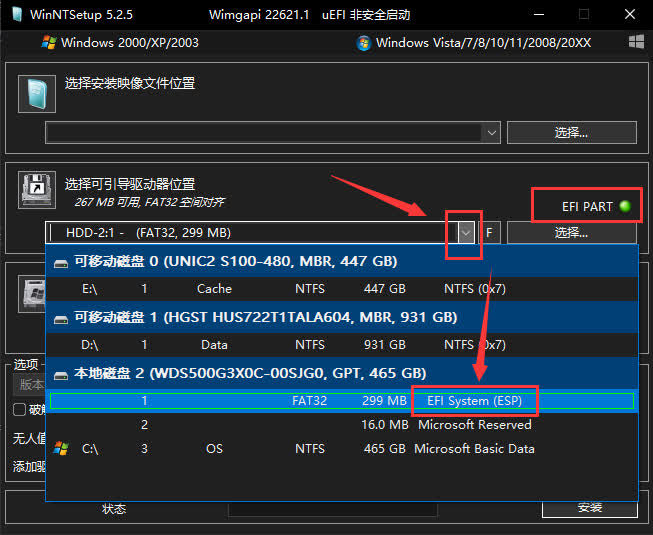 WinNTSetup 5.2.5 Wimgapi 22621.1 uEFI 非安全启动
Windows 2000/XP/2003 Windows Vista/7/8/10/11/2008/20XX
选择安装映像文件位置
选择...
选择可引导驱动器位置
267 MB 可用, FAT32 空间对齐
EFI PART
HDD-2:1 - (FAT32, 299 MB) F 选择...
可移动磁盘 0 (UNIC2 S100-480, MBR, 447 GB)
E:\ 1 Cache NTFS 447 GB NTFS (0x7)
可移动磁盘 1 (HGST HUS722T1TALA604, MBR, 931 GB)
D:\ 1 Data NTFS 931 GB NTFS (0x7)
本地磁盘 2 (WDS500G3X0C-00SJG0, GPT, 465 GB)
选项
版本
1 FAT32 299 MB EFI System (ESP)
2 16.0 MB Microsoft Reserved
无人值
C:\ 3 OS NTFS 465 GB Microsoft Basic Data
添加驱
状态 安装